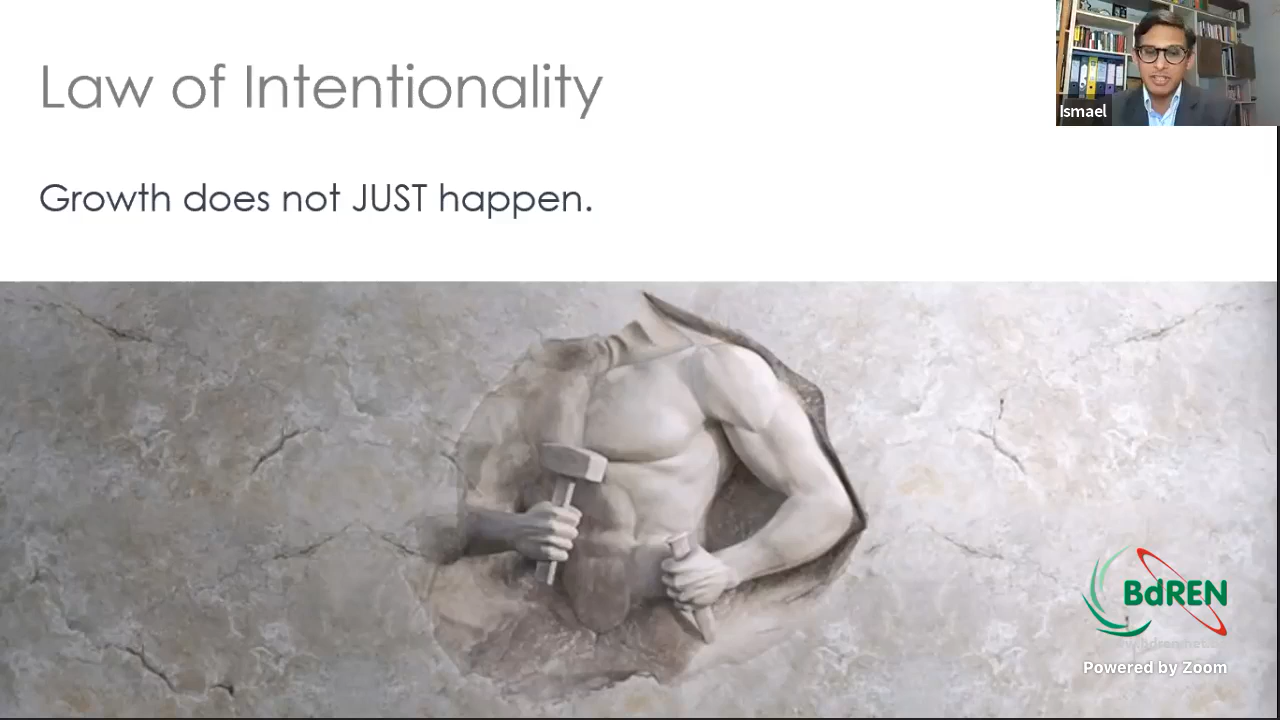 Law of Intentionality
Ismael
Growth does not JUST happen.
BdREN
Powered by Zoom